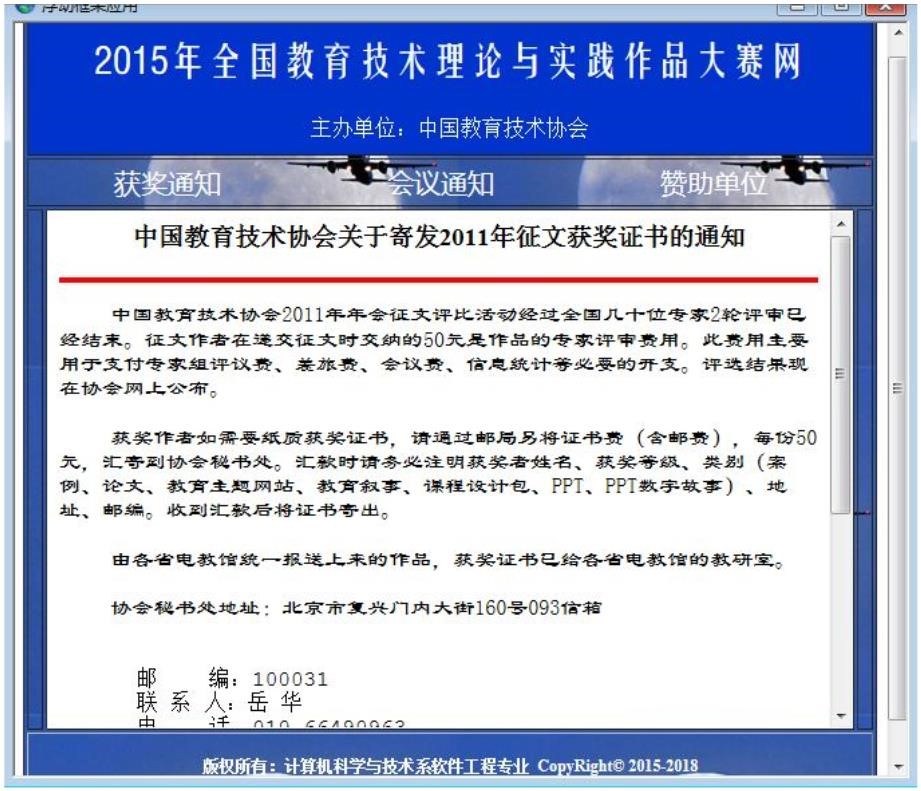 浮动框架应用
2015年全国教育技术理论与实践作品大赛网
主办单位：中国教育技术协会
获奖通知 会议通知 赞助单位
中国教育技术协会关于寄发2011年征文获奖证书的通知
中国教育技术协会2011年年会征文评比活动经过全国几十位专家2轮评审已
经结束。征文作者在递交征文时交纳的50元是作品的专家评审费用。此费用主要
用于支付专家组评议费、差旅费、会议费、信息统计等必要的开支。评选结果现
在协会网上公布。
获奖作者如需要纸质获奖证书，请通过邮局另将证书费（含邮费），每份50
元，汇寄到协会秘书处。汇款时请务必注明获奖者姓名、获奖等级、类别（案
例、论文、教育主题网站、教育叙事、课程设计包、PPT、PPT数字故事）、地
址、邮编。收到汇款后将证书寄出。
由各省电教馆统一报送上来的作品，获奖证书已给各省电教馆的教研室。
协会秘书处地址：北京市复兴门内大街160号093信箱
邮 编：100031
联 系 人：岳 华
电 话 010-66490963
版权所有：计算机科学与技术系软件工程专业 CopyRight© 2015-2018